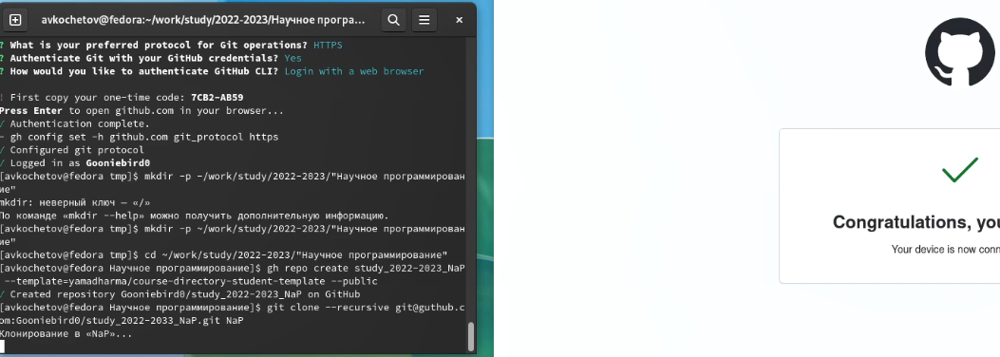 avkochetov@fedora:~/work/study/2022-2023/Научное програ...
? What is your preferred protocol for Git operations? HTTPS
? Authenticate Git with your GitHub credentials? Yes
? How would you like to authenticate GitHub CLI? Login with a web browser
! First copy your one-time code: 7CB2-AB59
Press Enter to open github.com in your browser...
✓ Authentication complete.
- gh config set -h github.com git_protocol https
✓ Configured git protocol
✓ Logged in as Gooniebird0
[avkochetov@fedora tmp]$ mkdir -p -/work/study/2022-2023/"Научное программирован
ие"
mkdir: неверный ключ — «/»
По команде «mkdir --help» можно получить дополнительную информацию.
[avkochetov@fedora tmp]$ mkdir -p ~/work/study/2022-2023/"Научное программирован
ие"
[avkochetov@fedora tmp]$ cd ~/work/study/2022-2023/"Научное программирование"
[avkochetov@fedora Научное программирование]$ gh repo create study_2022-2023_NaP
--template=yamadharma/course-directory-student-template --public
✓ Created repository Gooniebird0/study_2022-2023_NaP on GitHub
[avkochetov@fedora Научное программирование]$ git clone --recursive git@guthub.c
om:Gooniebird0/study_2022-2033_NaP.git NaP
Клонирование в «NaP»...
Congratulations, you
Your device is now conn